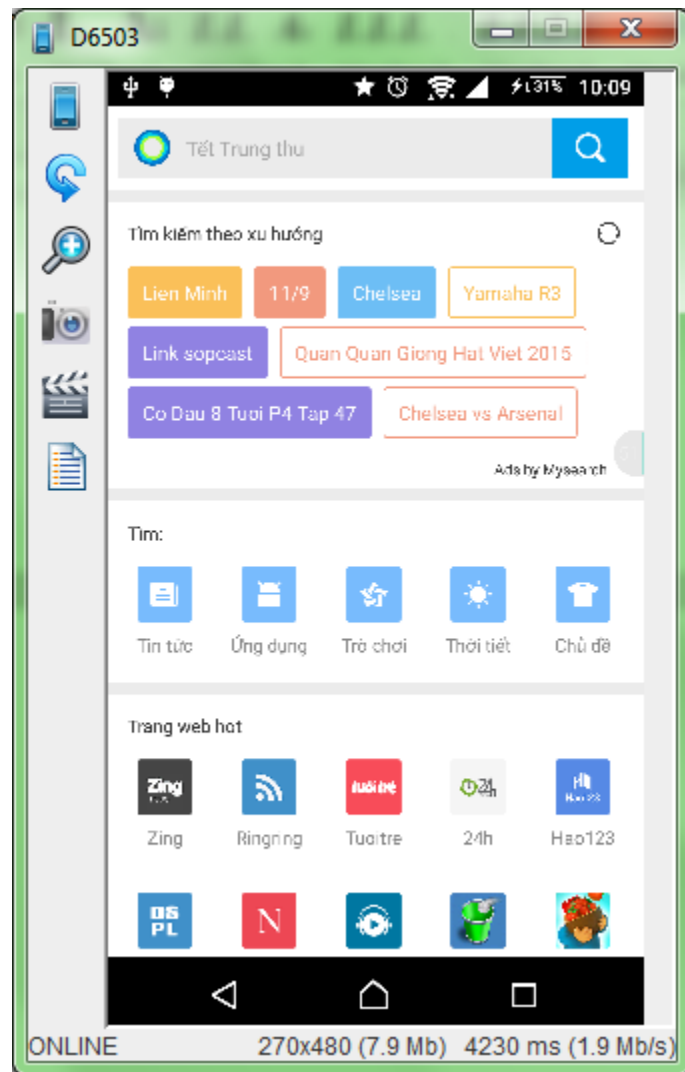 D6503
31% 10:09
Tết Trung thu
Tìm kiếm theo xu hướng
Lien Minh 11/9 Chelsea Yamaha R3
Link sopcast Quan Quan Giong Hat Viet 2015
Co Dau 8 Tuoi P4 Tap 47 Chelsea vs Arsenal
Ads by Mysearch
Tìm:
Tin tức Ứng dụng Trò chơi Thời tiết Chủ đề
Trang web hot
Zing tuổi trẻ 24h Hao123
Zing Ringring Tuoitre 24h Hao123
N
ONLINE 270x480 (7.9 Mb) 4230 ms (1.9 Mb/s)